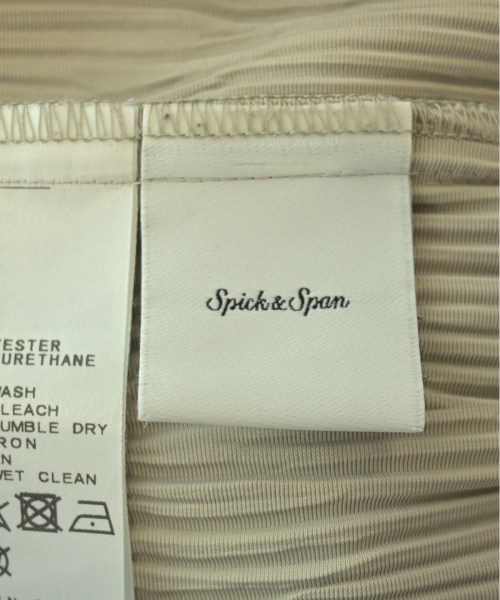 Spick & Span
ESTER
URETHANE
WASH
LEACH
UMBLE DRY
RON
N
WET CLEAN